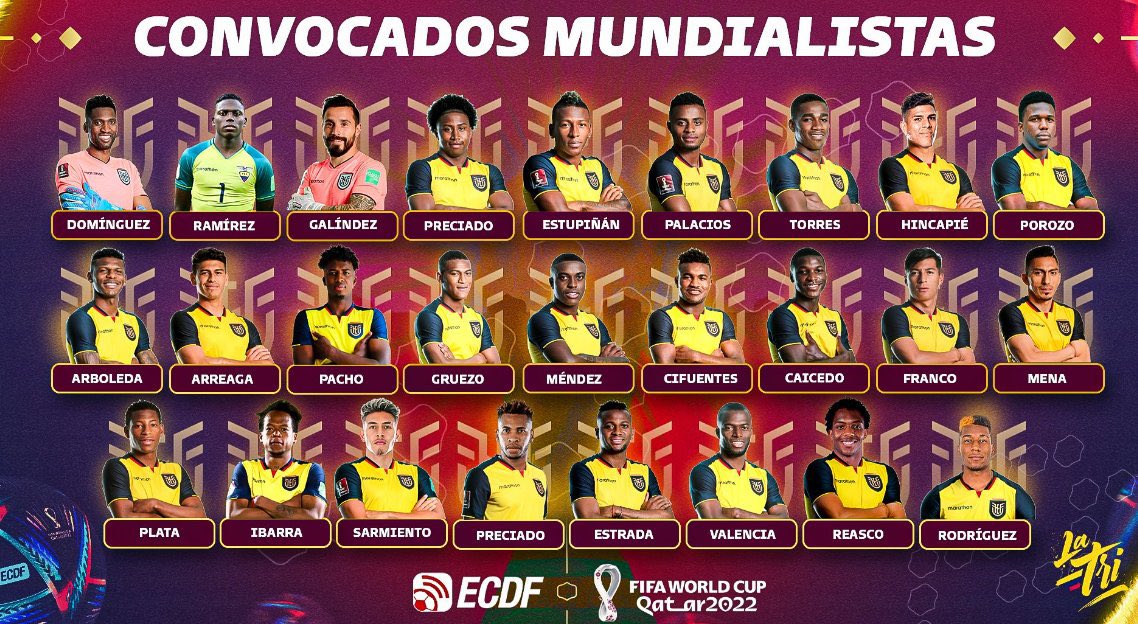 CONVOCADOS MUNDIALISTAS
DOMÍNGUEZ
RAMÍREZ
GALÍNDEZ
PRECIADO
ESTUPIÑÁN
PALACIOS
TORRES
HINCAPIÉ
POROZO
ARBOLEDA
ARREAGA
PACHO
GRUEZO
MÉNDEZ
CIFUENTES
CAICEDO
FRANCO
MENA
PLATA
IBARRA
SARMIENTO
PRECIADO
ESTRADA
VALENCIA
REASCO
RODRÍGUEZ
ECDF
ECDF
FIFA WORLD CUP
Qatar2022
La
Tri